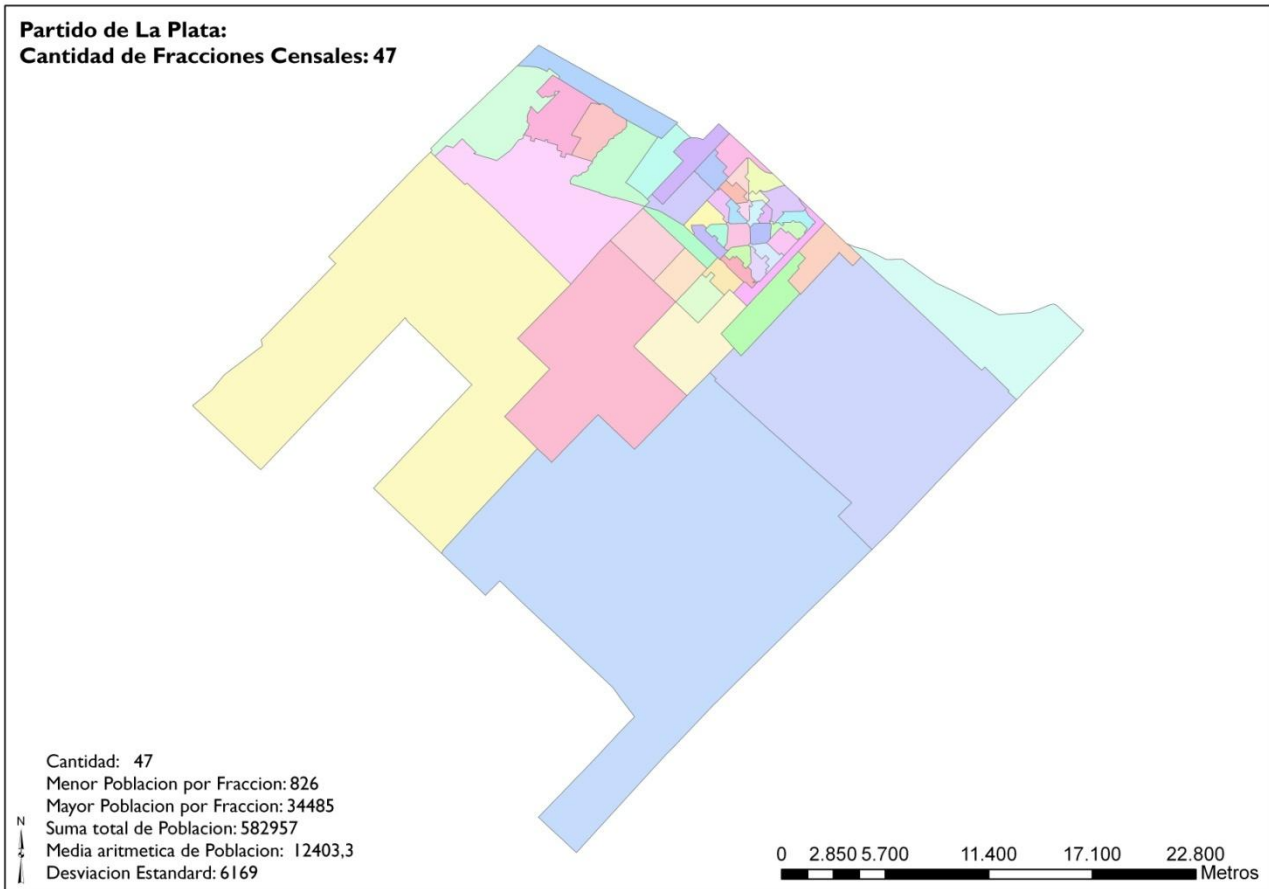 Partido de La Plata:
Cantidad de Fracciones Censales: 47
Cantidad: 47
Menor Poblacion por Fraccion: 826
Mayor Poblacion por Fraccion: 34485
Suma total de Poblacion: 582957
Media aritmetica de Poblacion: 12403,3
Desviacion Estandard: 6169
N
0 2.850 5.700 11.400 17.100 22.800
Metros